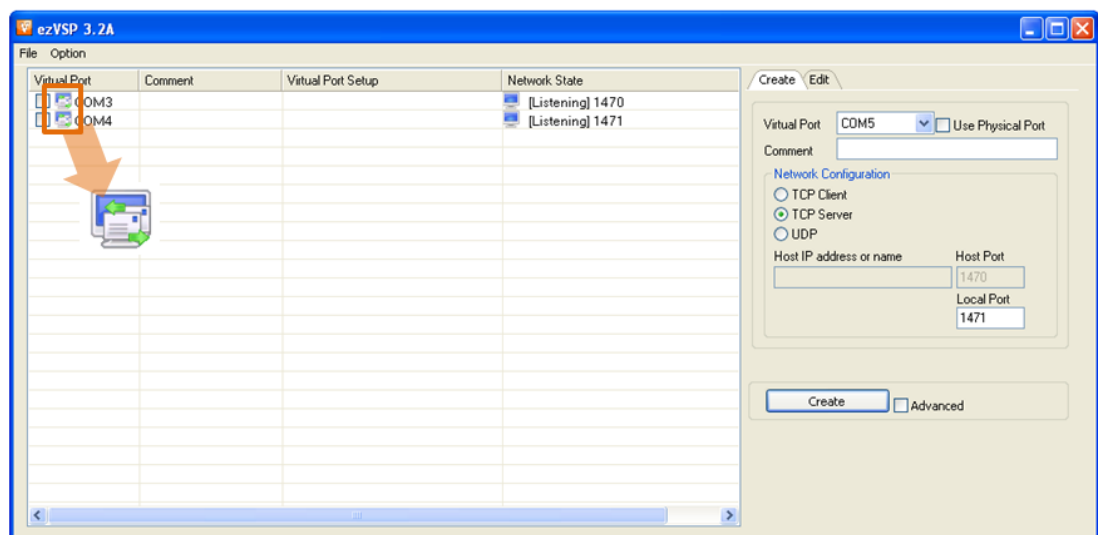 ezVSP 3.2A
File Option
Virtual Port Comment Virtual Port Setup Network State
COM3 [Listening] 1470
COM4 [Listening] 1471
Create Edit
Virtual Port COM5 Use Physical Port
Comment
Network Configuration
TCP Client
TCP Server
UDP
Host IP address or name Host Port
1470
Local Port
1471
Create Advanced